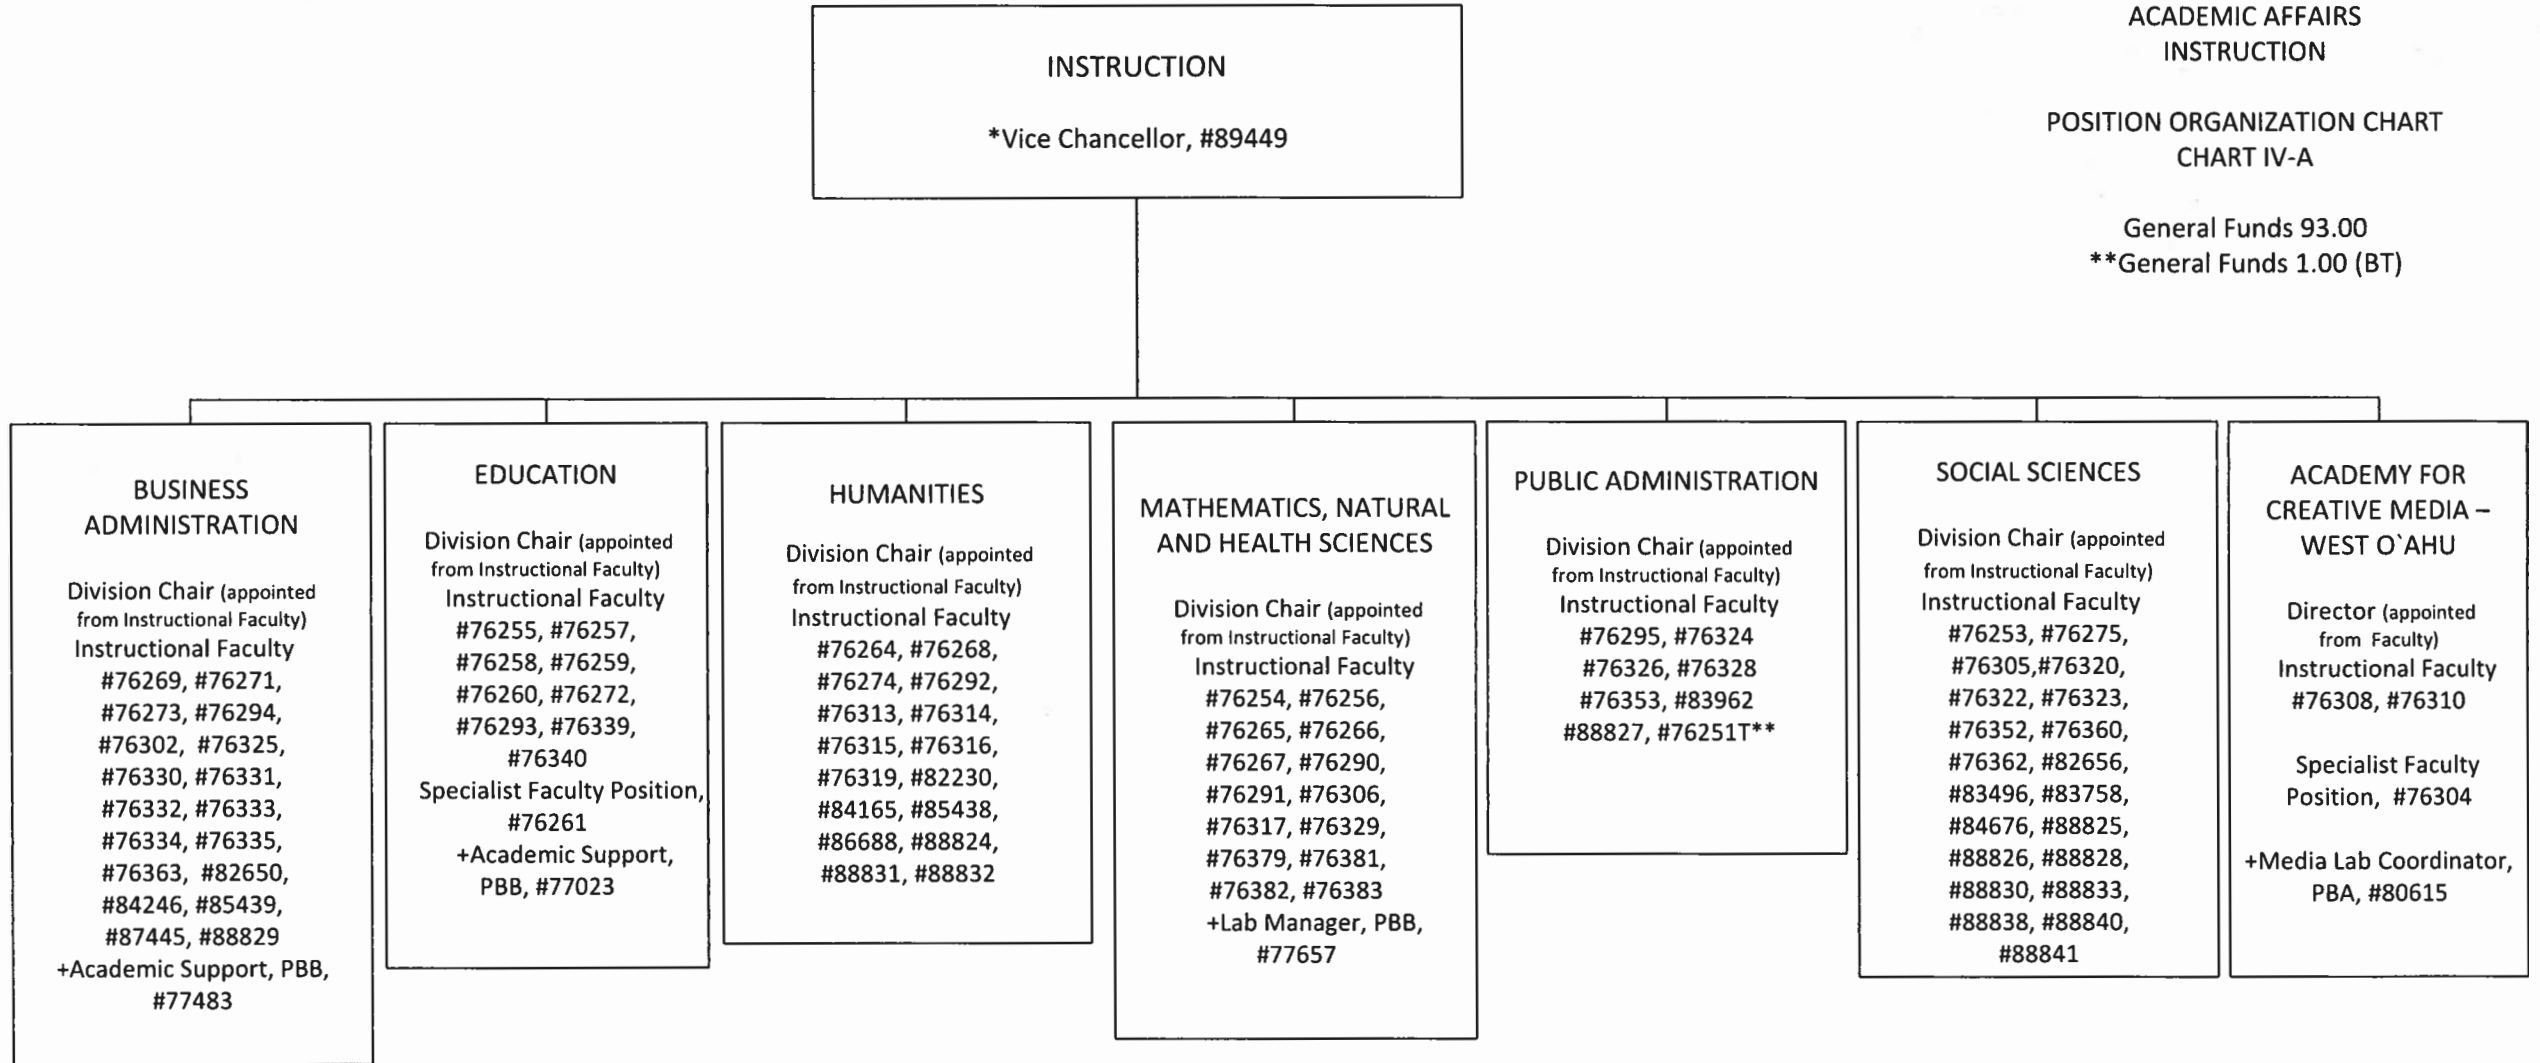 INSTRUCTION
*Vice Chancellor, #89449
ACADEMIC AFFAIRS
INSTRUCTION
POSITION ORGANIZATION CHART
CHART IV-A
General Funds 93.00
**General Funds 1.00 (BT)
BUSINESS
ADMINISTRATION
Division Chair (appointed
from Instructional Faculty)
Instructional Faculty
#76269, #76271,
#76273, #76294,
#76302, #76325,
#76330, #76331,
#76332, #76333,
#76334, #76335,
#76363, #82650,
#84246, #85439,
#87445, #88829
+Academic Support, PBB,
#77483
EDUCATION
Division Chair (appointed
from Instructional Faculty)
Instructional Faculty
#76255, #76257,
#76258, #76259,
#76260, #76272,
#76293, #76339,
#76340
Specialist Faculty Position,
#76261
+Academic Support,
PBB, #77023
HUMANITIES
Division Chair (appointed
from Instructional Faculty)
Instructional Faculty
#76264, #76268,
#76274, #76292,
#76313, #76314,
#76315, #76316,
#76319, #82230,
#84165, #85438,
#86688, #88824,
#88831, #88832
MATHEMATICS, NATURAL
AND HEALTH SCIENCES
Division Chair (appointed
from Instructional Faculty)
Instructional Faculty
#76254, #76256,
#76265, #76266,
#76267, #76290,
#76291, #76306,
#76317, #76329,
#76379, #76381,
#76382, #76383
+Lab Manager, PBB,
#77657
PUBLIC ADMINISTRATION
Division Chair (appointed
from Instructional Faculty)
Instructional Faculty
#76295, #76324
#76326, #76328
#76353, #83962
#88827, #76251T**
SOCIAL SCIENCES
Division Chair (appointed
from Instructional Faculty)
Instructional Faculty
#76253, #76275,
#76305,#76320,
#76322, #76323,
#76352, #76360,
#76362, #82656,
#83496, #83758,
#84676, #88825,
#88826, #88828,
#88830, #88833,
#88838, #88840,
#88841
ACADEMY FOR
CREATIVE MEDIA –
WEST O`AHU
Director (appointed
from Faculty)
Instructional Faculty
#76308, #76310
Specialist Faculty
Position, #76304
+Media Lab Coordinator,
PBA, #80615